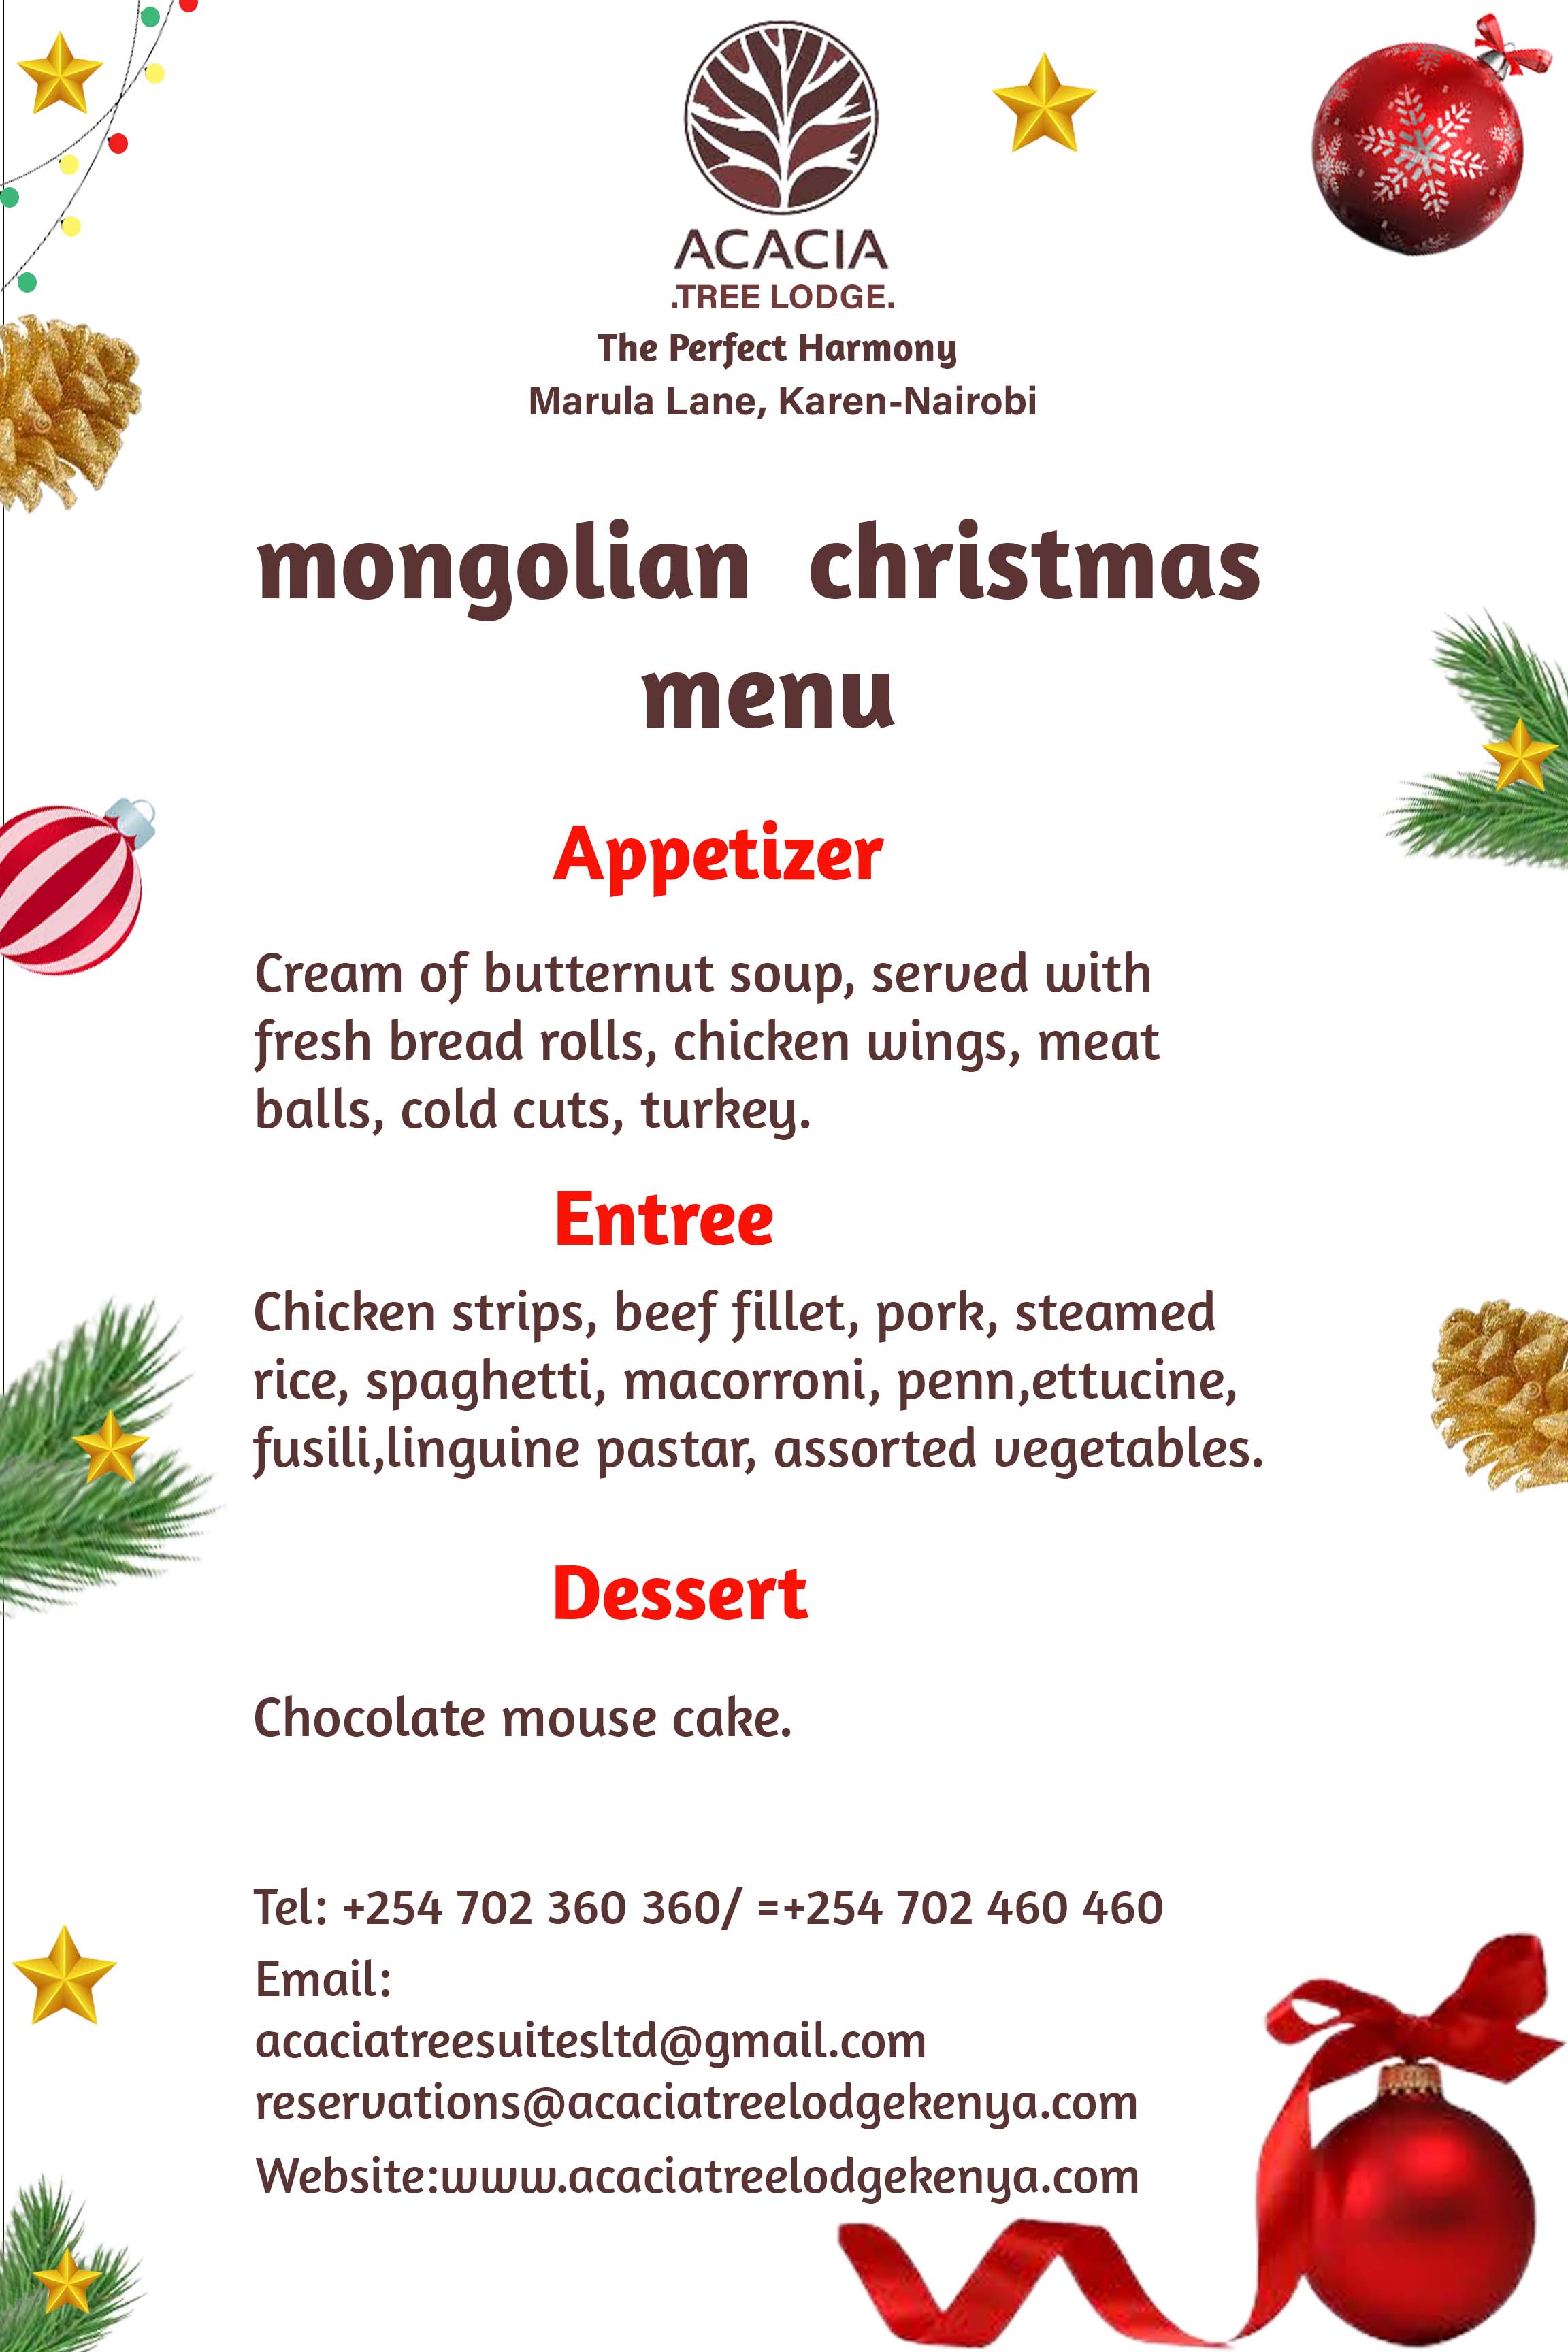 ACACIA
.TREE LODGE.
The Perfect Harmony
Marula Lane, Karen-Nairobi
mongolian christmas
menu
Appetizer
Cream of butternut soup, served with
fresh bread rolls, chicken wings, meat
balls, cold cuts, turkey.
Entree
Chicken strips, beef fillet, pork, steamed
rice, spaghetti, macorroni, penn,ettucine,
fusili,linguine pastar, assorted vegetables.
Dessert
Chocolate mouse cake.
Tel: +254 702 360 360/ =+254 702 460 460
Email:
acaciatreesuitesltd@gmail.com
reservations@acaciatreelodgekenya.com
Website:www.acaciatreelodgekenya.com